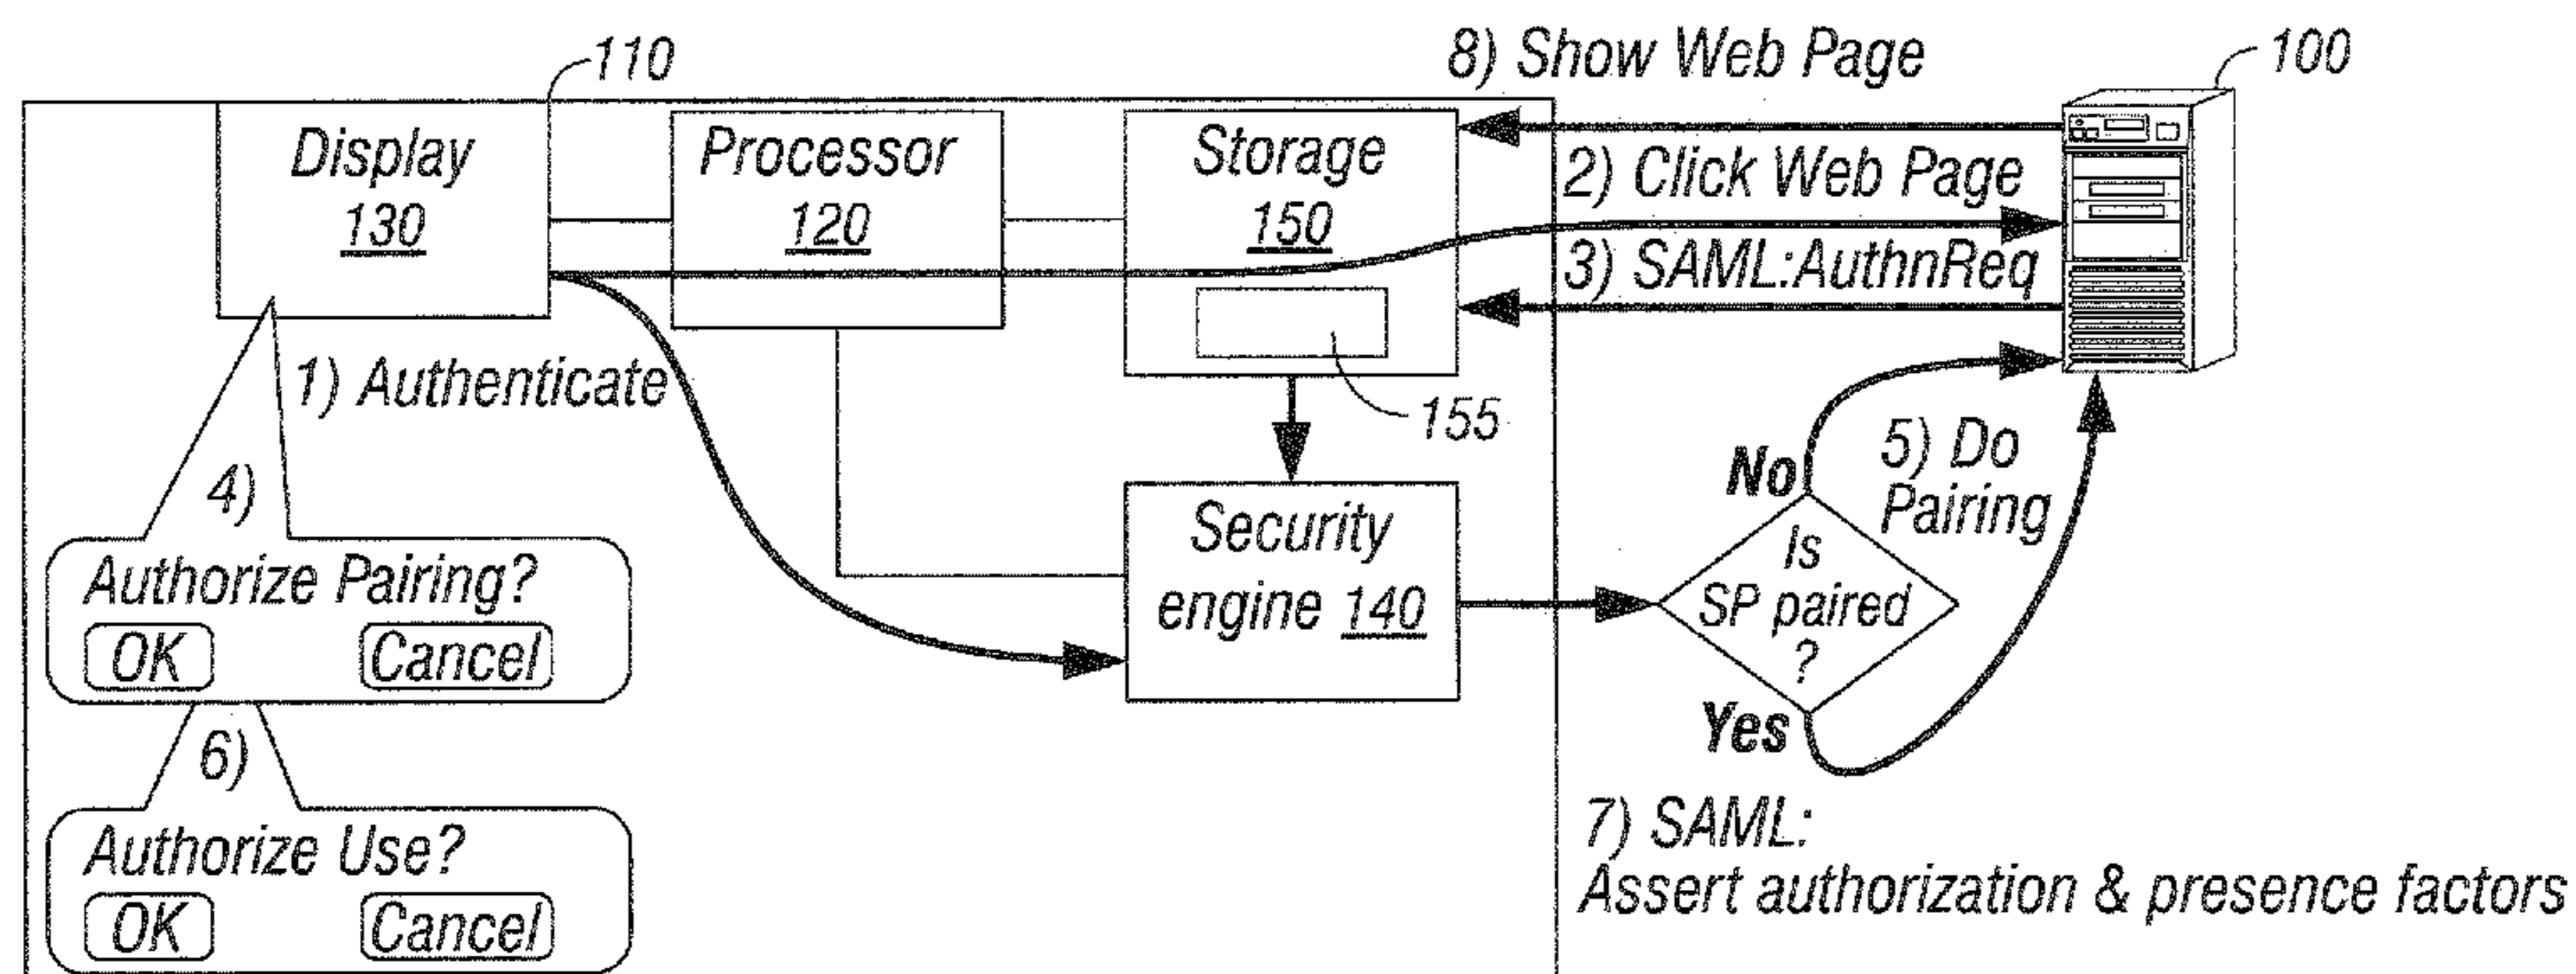 110
8) Show Web Page
100
Display
130
Processor
120
Storage
150
2) Click Web Page
3) SAML:AuthnReq
1) Authenticate
155
4)
Authorize Pairing?
OK
Cancel
6)
Authorize Use?
OK
Cancel
Security
engine 140
No
5) Do
Pairing
Is
SP paired
?
Yes
7) SAML:
Assert authorization & presence factors